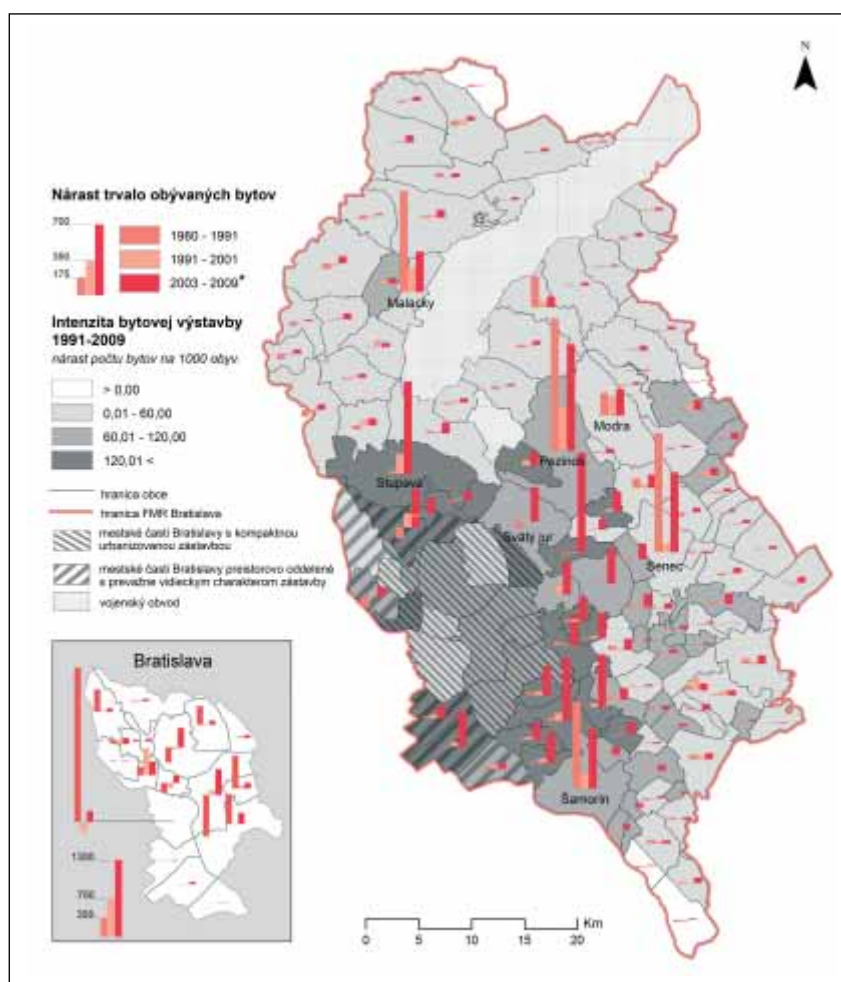 N
Nárast trvalo obývaných bytov
700
350
175
1980 - 1991
1991 - 2001
2003 - 2009*
Intenzita bytovej výstavby
1991-2009
nárast počtu bytov na 1000 obyv.
> 0,00
0,01 - 60,00
60,01 - 120,00
120,01 <
hranica obce
hranica FMR Bratislava
mestské časti Bratislavy s kompaktnou
urbanizovanou zástavbou
mestské časti Bratislavy preistorovo oddelené
s prevažne vidieckym charakterom zástavby
vojenský obvod
Malacky
Modra
Pezinok
Stupava
Svätý jur
Senec
Šamorín
Bratislava
1300
700
350
Km
0 5 10 15 20